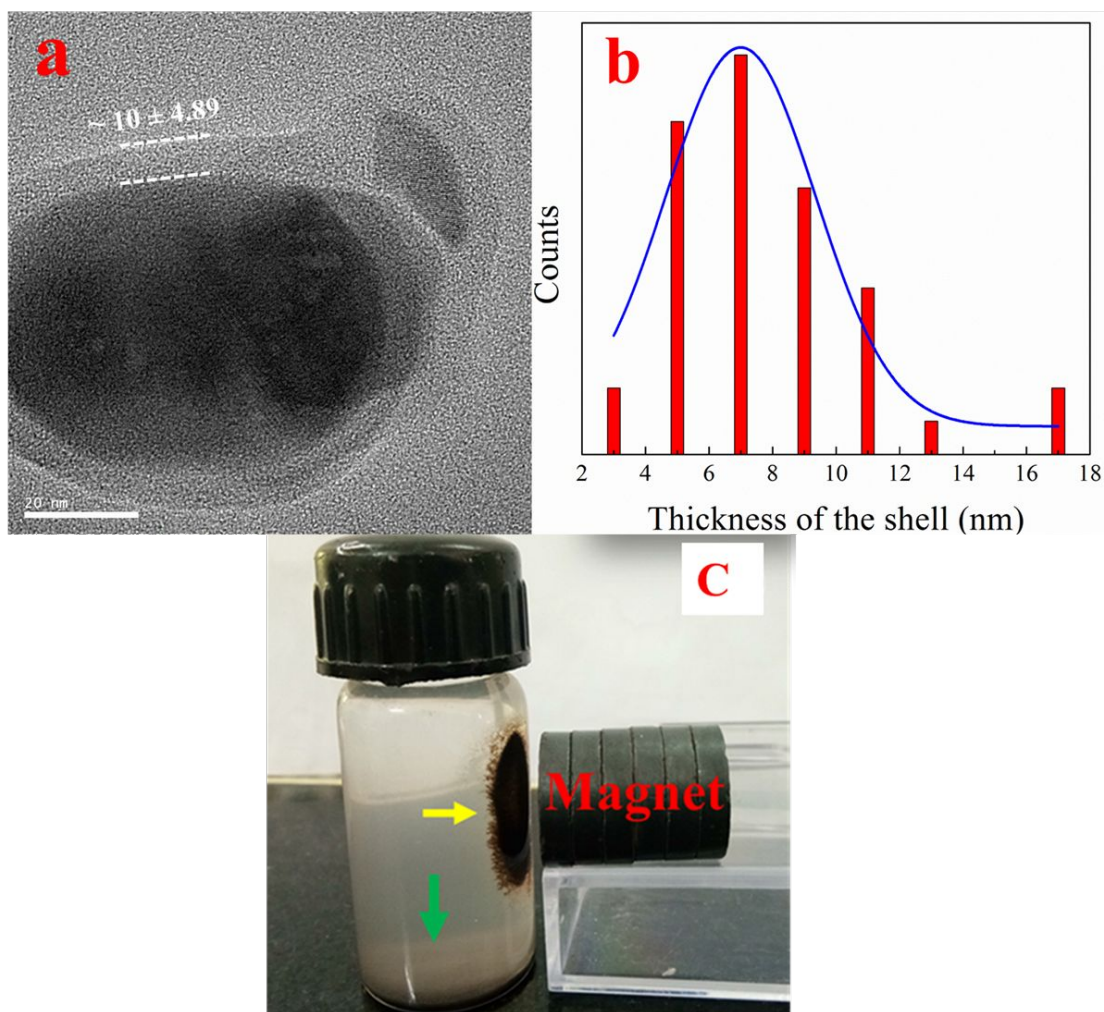 a
~ 10 ± 4.89
20 nm
b
Counts
2 4 6 8 10 12 14 16 18
Thickness of the shell (nm)
C
Magnet